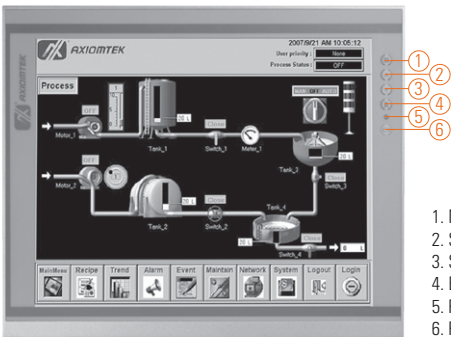 AXIOMTEK
AXIOMTEK
2007/9/21 AM 10:05:12
User priority : None
Process Status : OFF
Process
OFF
1
20 L
Close
OFF
Motor_1
Tank_1
Switch_1
Meter_1
20 L
Tank_3
OFF
Close
Switch_3
Motor_2
20 L
Close
Tank_4
Tank_2
Switch_2
20 L
Close
Switch_4
0 L
MainMenu
Recipe
Trend
Alarm
Event
Maintain
Network
System
Logout
Login
1
2
3
4
5
6
1.
2. S
3. S
4.
5.
6.